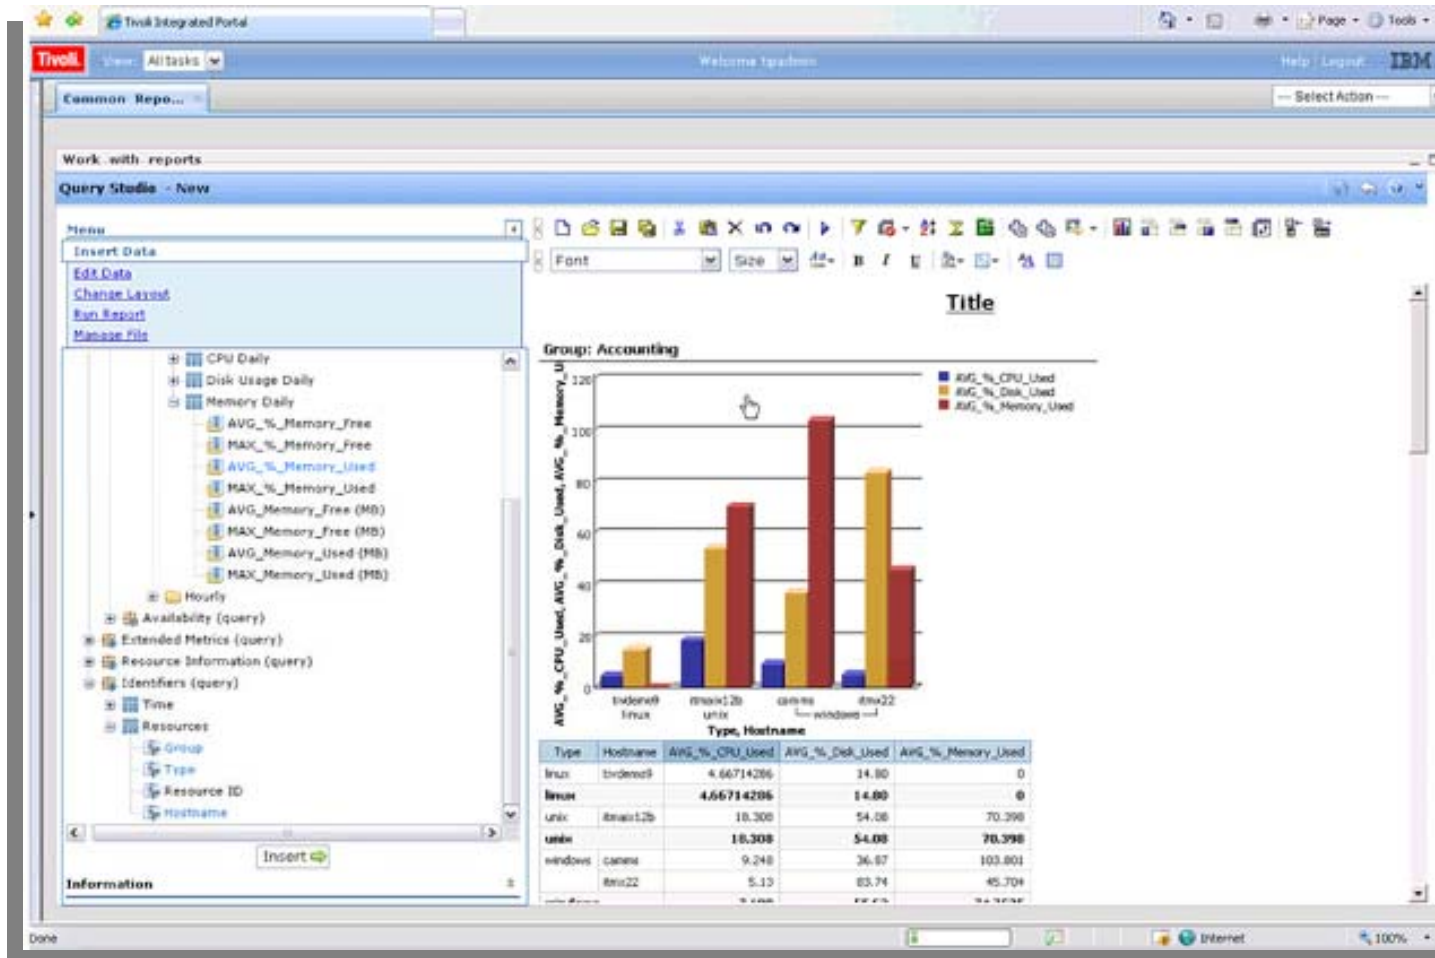 Tivoli Integrated Portal
Page
Tools
Tivoli. View: All tasks Welcome tipadmin Help Logout IBM
Common Repo...
--- Select Action ---
Work with reports
Query Studio - New
Menu
Insert Data
Edit Data
Change Layout
Run Report
Manage File
CPU Daily
Disk Usage Daily
Memory Daily
AVG_%_Memory_Free
MAX_%_Memory_Free
AVG_%_Memory_Used
MAX_%_Memory_Used
AVG_Memory_Free (MB)
MAX_Memory_Free (MB)
AVG_Memory_Used (MB)
MAX_Memory_Used (MB)
Hourly
Availability (query)
Extended Metrics (query)
Resource Information (query)
Identifiers (query)
Time
Resources
Group
Type
Resource ID
Hostname
Insert
Information
Font Size B I U
Title
Group: Accounting
AVG_%_CPU_Used, AVG_%_Disk_Used, AVG_%_Memory_U
120
100
80
60
40
20
0
AVG_%_CPU_Used
AVG_%_Disk_Used
AVG_%_Memory_Used
tivdemo9 itmaix12b camms itmx22
linux unix windows
Type, Hostname
Type Hostname AVG_%_CPU_Used AVG_%_Disk_Used AVG_%_Memory_Used
linux tivdemo9 4.66714286 14.80 0
linux 4.66714286 14.80 0
unix itmaix12b 18.308 54.08 70.398
unix 18.308 54.08 70.398
windows camms 9.248 36.87 103.801
itmx22 5.13 83.74 45.704
Done
Internet
100%